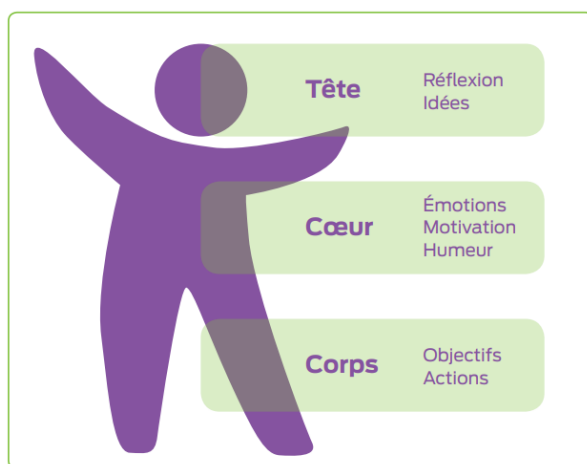 Tête
Réflexion
Idées
Cœur
Émotions
Motivation
Humeur
Corps
Objectifs
Actions